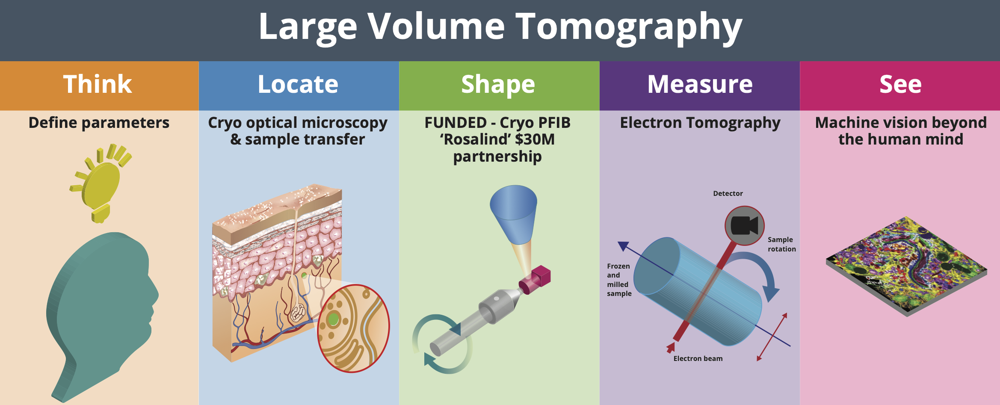 Large Volume Tomography
Think
Define parameters
Locate
Cryo optical microscopy
& sample transfer
Shape
FUNDED - Cryo PFIB
‘Rosalind’ $30M
partnership
Measure
Electron Tomography
Detector
Sample
rotation
Frozen
and
milled
sample
Electron beam
See
Machine vision beyond
the human mind